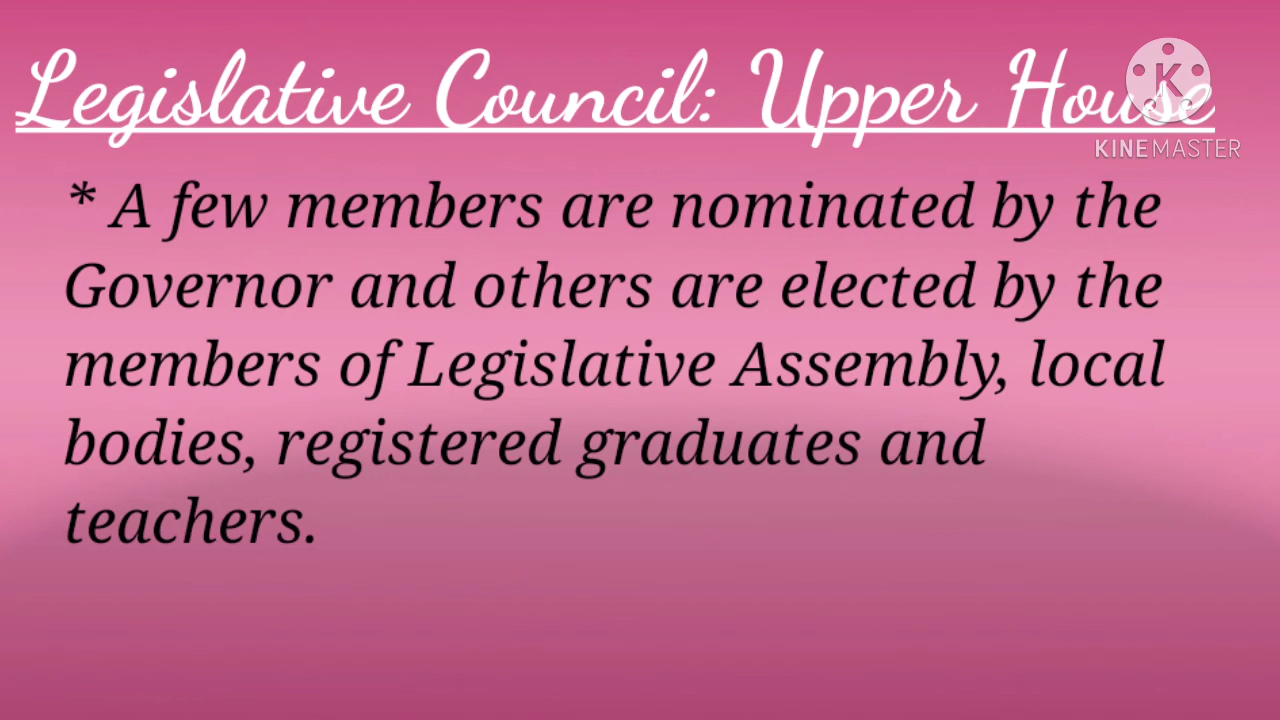 Legislative Council: Upper House
KINEMASTER
* A few members are nominated by the
Governor and others are elected by the
members of Legislative Assembly, local
bodies, registered graduates and
teachers.